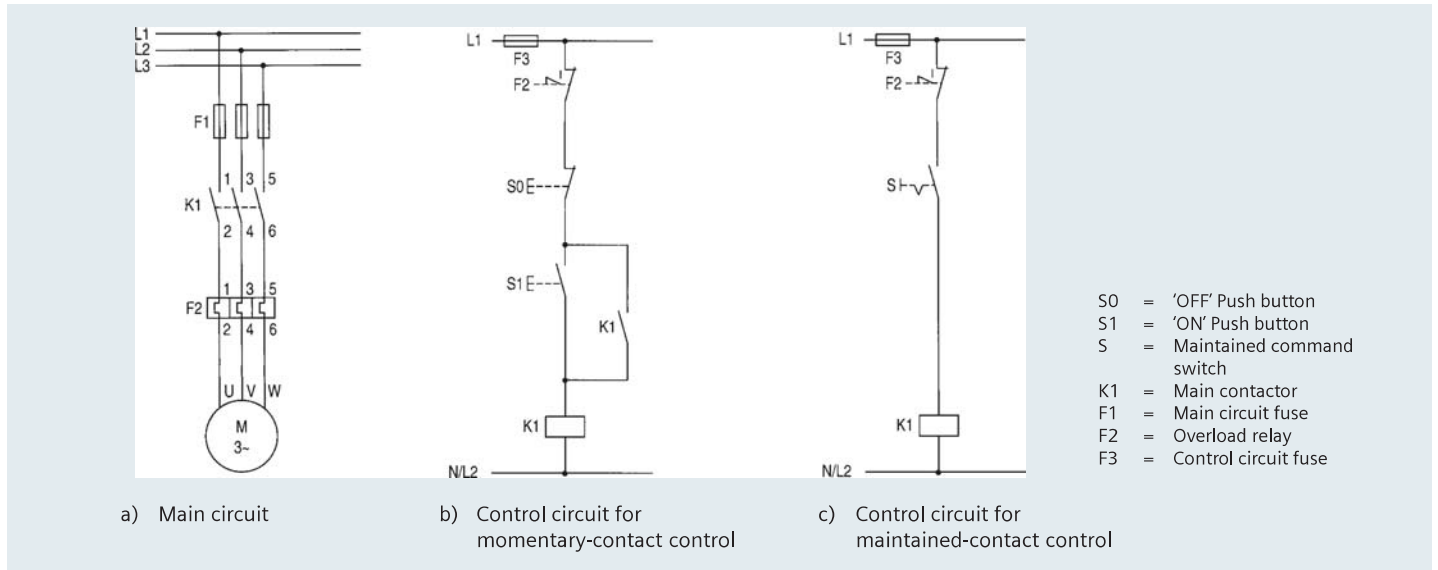 L1
L2
L3
F1
1 3 5
K1
2 4 6
1 3 5
F2
2 4 6
U V W
M
3~
a) Main circuit
L1
F3
F2
S0
S1
K1
K1
N/L2
b) Control circuit for
momentary-contact control
L1
F3
F2
S
K1
N/L2
c) Control circuit for
maintained-contact control
S0 = 'OFF' Push button
S1 = 'ON' Push button
S = Maintained command
switch
K1 = Main contactor
F1 = Main circuit fuse
F2 = Overload relay
F3 = Control circuit fuse